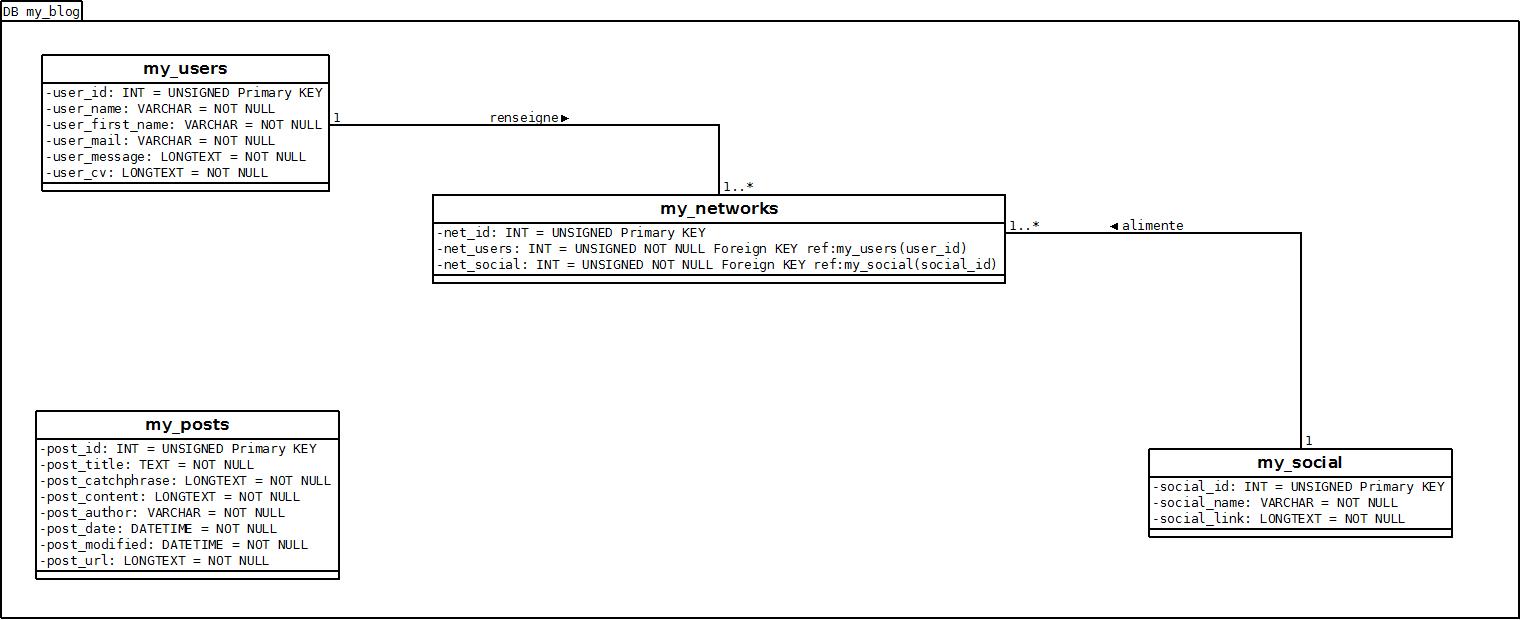 DB my_blog
my_users
-user_id: INT = UNSIGNED Primary KEY
-user_name: VARCHAR = NOT NULL
-user_first_name: VARCHAR = NOT NULL
-user_mail: VARCHAR = NOT NULL
-user_message: LONGTEXT = NOT NULL
-user_cv: LONGTEXT = NOT NULL
1
renseigne►
1..*
my_networks
-net_id: INT = UNSIGNED Primary KEY
-net_users: INT = UNSIGNED NOT NULL Foreign KEY ref:my_users(user_id)
-net_social: INT = UNSIGNED NOT NULL Foreign KEY ref:my_social(social_id)
1..*
◄alimente
1
my_posts
-post_id: INT = UNSIGNED Primary KEY
-post_title: TEXT = NOT NULL
-post_catchphrase: LONGTEXT = NOT NULL
-post_content: LONGTEXT = NOT NULL
-post_author: VARCHAR = NOT NULL
-post_date: DATETIME = NOT NULL
-post_modified: DATETIME = NOT NULL
-post_url: LONGTEXT = NOT NULL
my_social
-social_id: INT = UNSIGNED Primary KEY
-social_name: VARCHAR = NOT NULL
-social_link: LONGTEXT = NOT NULL